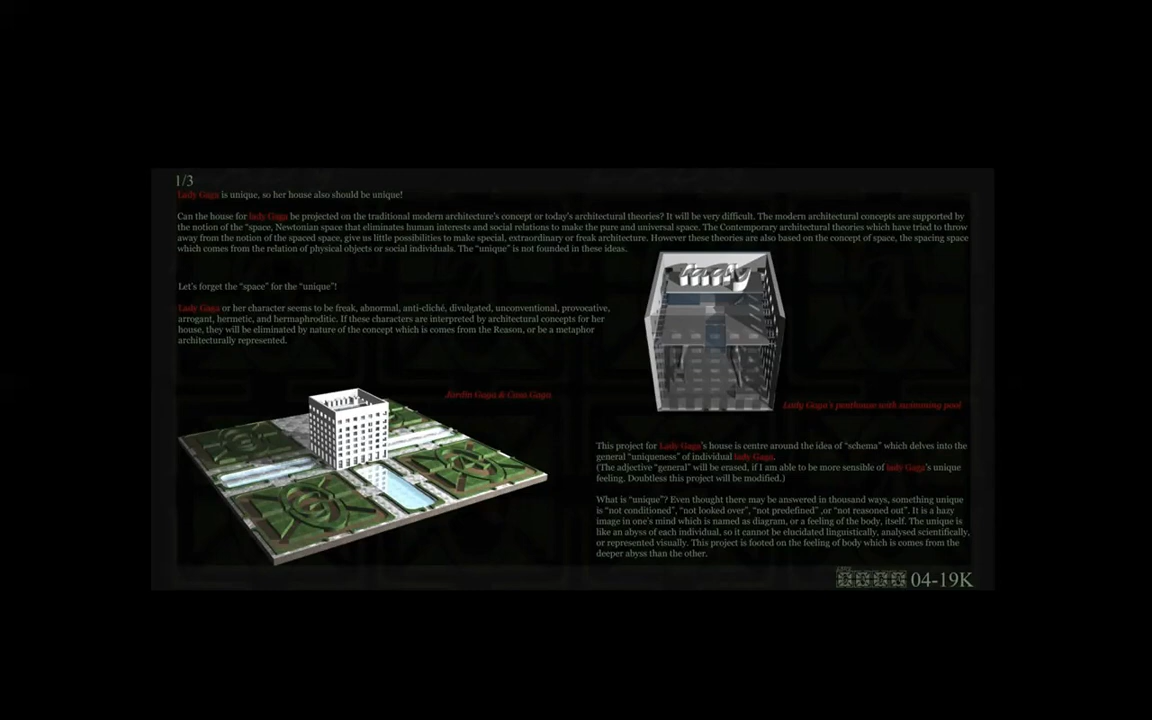 1/3
Lady Gaga is unique, so her house also should be unique!
Can the house for lady Gaga be projected on the traditional modern architecture's concept or today's architectural theories? It will be very difficult. The modern architectural concepts are supported by
the notion of the "space, Newtonian space that eliminates human interests and social relations to make the pure and universal space. The Contemporary architectural theories which have tried to throw
away from the notion of the spaced space, give us little possibilities to make special, extraordinary or freak architecture. However these theories are also based on the concept of space, the spacing space
which comes from the relation of physical objects or social individuals. The "unique" is not founded in these ideas.
Let's forget the "space" for the "unique"!
Lady Gaga or her character seems to be freak, abnormal, anti-cliché, divulgated, unconventional, provocative,
arrogant, hermetic, and hermaphroditic. If these characters are interpreted by architectural concepts for her
house, they will be eliminated by nature of the concept which is comes from the Reason, or be a metaphor
architecturally represented.
Jardin Gaga & Casa Gaga
Lady Gaga's penthouse with swimming pool
This project for Lady Gaga's house is centre around the idea of "schema" which delves into the
general "uniqueness" of individual lady Gaga.
(The adjective "general" will be erased, if I am able to be more sensible of lady Gaga's unique
feeling. Doubtless this project will be modified.)
What is "unique"? Even thought there may be answered in thousand ways, something unique
is "not conditioned", "not looked over", "not predefined" ,or "not reasoned out". It is a hazy
image in one's mind which is named as diagram, or a feeling of the body, itself. The unique is
like an abyss of each individual, so it cannot be elucidated linguistically, analysed scientifically,
or represented visually. This project is footed on the feeling of body which is comes from the
deeper abyss than the other.
04-19K